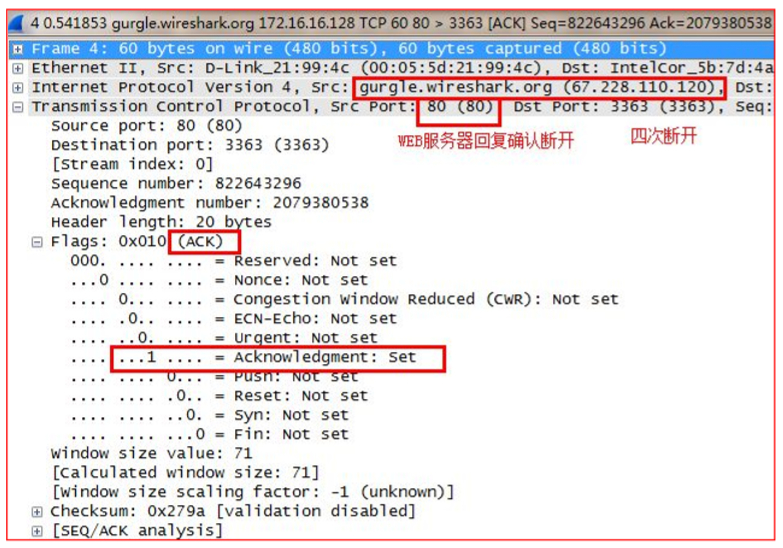 4 0.541853 gurgle.wireshark.org 172.16.16.128 TCP 60 80 > 3363 [ACK] Seq=822643296 Ack=2079380538
Frame 4: 60 bytes on wire (480 bits), 60 bytes captured (480 bits)
Ethernet II, Src: D-Link_21:99:4c (00:05:5d:21:99:4c), Dst: IntelCor_5b:7d:4a
Internet Protocol Version 4, Src: gurgle.wireshark.org (67.228.110.120), Dst:
Transmission Control Protocol, Src Port: 80 (80) Dst Port: 3363 (3363), Seq:
Source port: 80 (80)
Destination port: 3363 (3363) WEB服务器回复确认断开 四次断开
[Stream index: 0]
Sequence number: 822643296
Acknowledgment number: 2079380538
Header length: 20 bytes
Flags: 0x010 (ACK)
000. .... .... = Reserved: Not set
...0 .... .... = Nonce: Not set
.... 0... .... = Congestion Window Reduced (CWR): Not set
.... .0.. .... = ECN-Echo: Not set
.... ..0. .... = Urgent: Not set
.... ...1 .... = Acknowledgment: Set
.... .... 0... = Push: Not set
.... .... .0.. = Reset: Not set
.... .... ..0. = Syn: Not set
.... .... ...0 = Fin: Not set
Window size value: 71
[Calculated window size: 71]
[Window size scaling factor: -1 (unknown)]
Checksum: 0x279a [validation disabled]
[SEQ/ACK analysis]